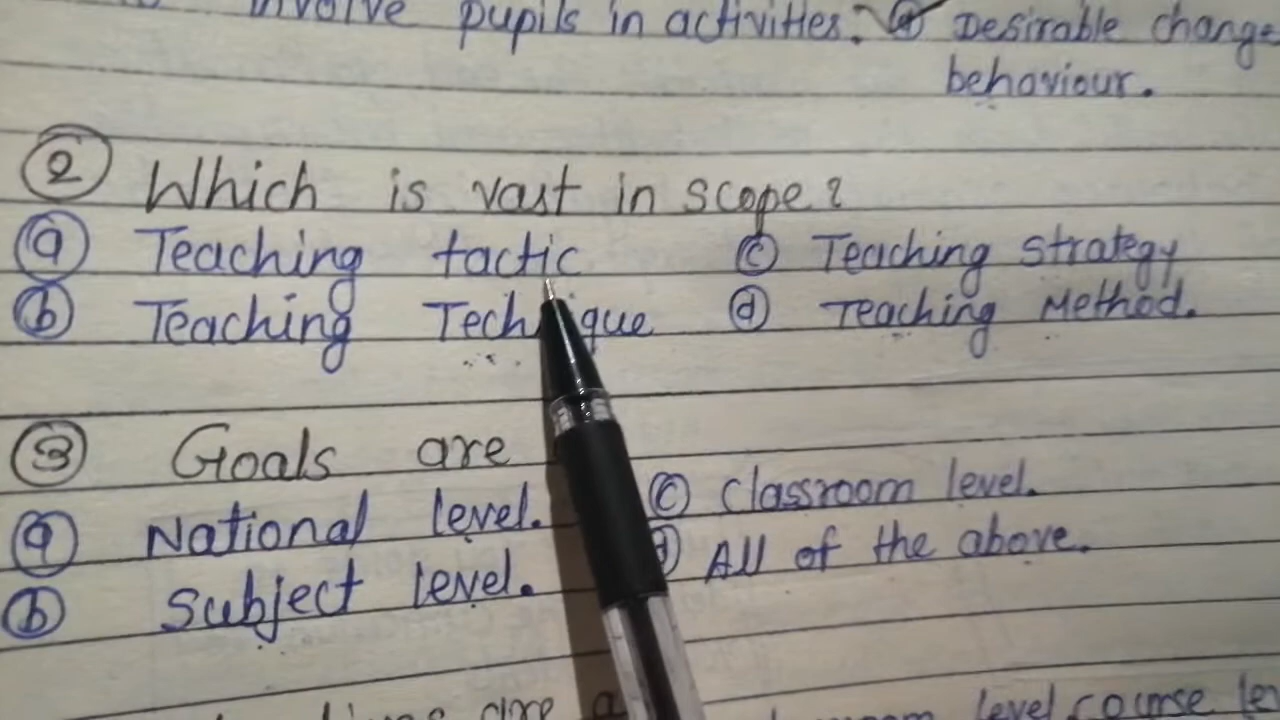 involve pupils in activities. (d) Desirable change
behaviour.
(2) Which is vast in scope?
(a) Teaching tactic (c) Teaching Strategy
(b) Teaching Technique (d) Teaching Method.
(3) Goals are
(a) National level. (c) Classroom level.
(b) Subject level. (d) All of the above.
are a level course